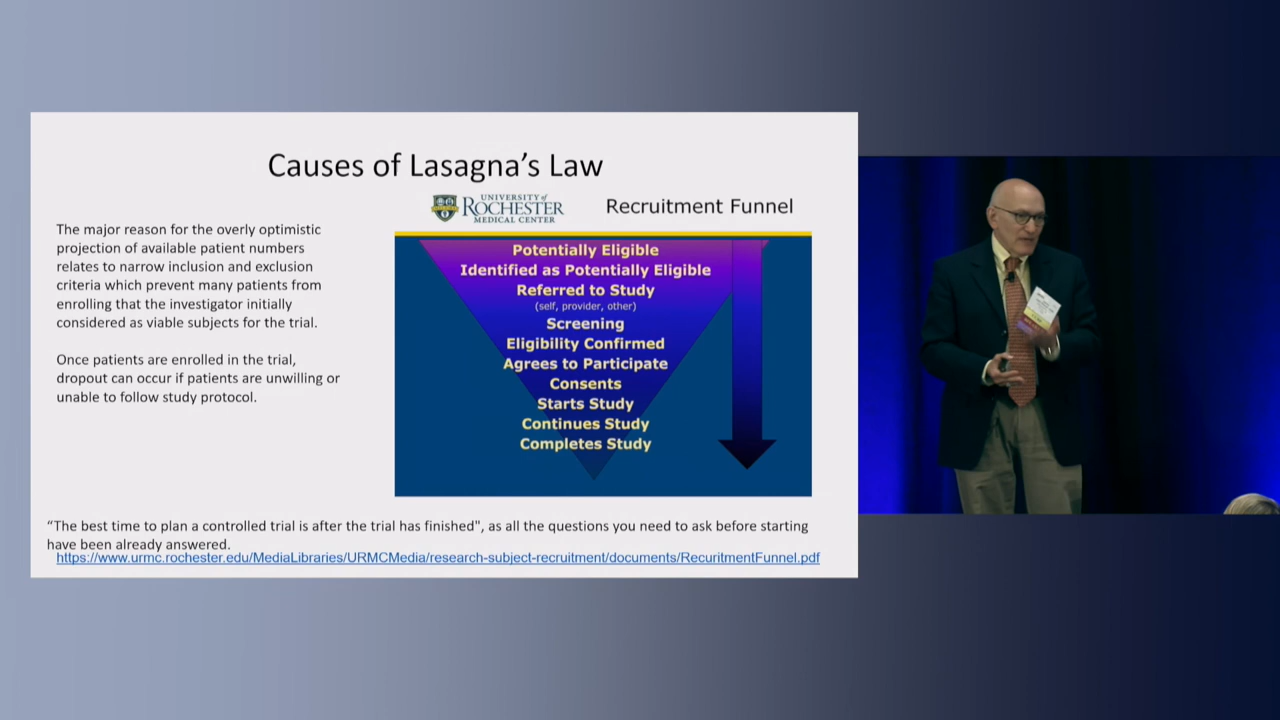 Causes of Lasagna's Law
The major reason for the overly optimistic
projection of available patient numbers
relates to narrow inclusion and exclusion
criteria which prevent many patients from
enrolling that the investigator initially
considered as viable subjects for the trial.
Once patients are enrolled in the trial,
dropout can occur if patients are unwilling or
unable to follow study protocol.
UNIVERSITY of
ROCHESTER
MEDICAL CENTER
Recruitment Funnel
Potentially Eligible
Identified as Potentially Eligible
Referred to Study
(self, provider, other)
Screening
Eligibility Confirmed
Agrees to Participate
Consents
Starts Study
Continues Study
Completes Study
“The best time to plan a controlled trial is after the trial has finished", as all the questions you need to ask before starting
have been already answered.
https://www.urmc.rochester.edu/MediaLibraries/URMCMedia/research-subject-recruitment/documents/RecuritmentFunnel.pdf